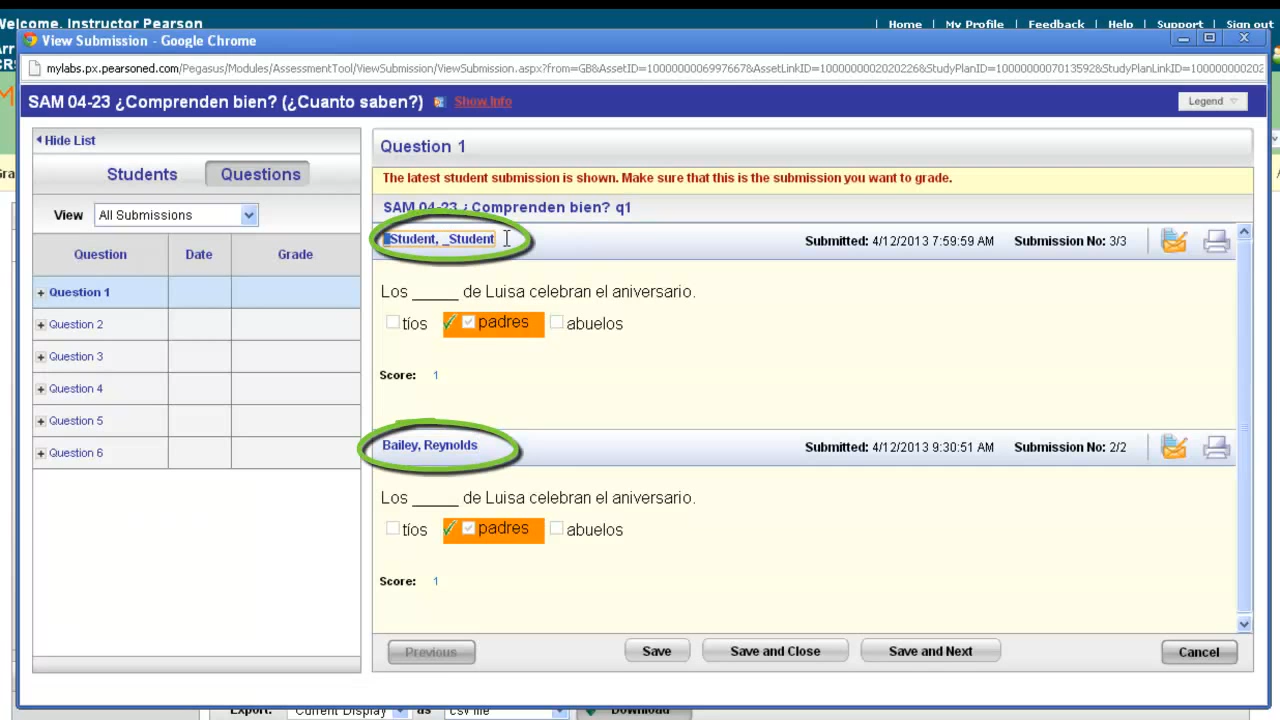 Welcome, Instructor Pearson
Home | My Profile | Feedback | Help | Support | Sign out
View Submission - Google Chrome
mylabs.px.pearsoned.com/Pegasus/Modules/AssessmentTool/ViewSubmission/ViewSubmission.aspx?from=GB&AssetID=1000000006997657&AssetLinkID=1000000002020226&StudyPlanID=1000000007013592&StudyPlanLinkID=100000000202
SAM 04-23 ¿Comprenden bien? (¿Cuanto saben?) Show Info
Legend
Hide List
Students Questions
View All Submissions
Question Date Grade
Question 1
Question 2
Question 3
Question 4
Question 5
Question 6
Question 1
The latest student submission is shown. Make sure that this is the submission you want to grade.
SAM 04-23 ¿Comprenden bien? q1
Student, _Student Submitted: 4/12/2013 7:59:59 AM Submission No: 3/3
Los _____ de Luisa celebran el aniversario.
tíos padres abuelos
Score: 1
Bailey, Reynolds Submitted: 4/12/2013 9:30:51 AM Submission No: 2/2
Los _____ de Luisa celebran el aniversario.
tíos padres abuelos
Score: 1
Previous Save Save and Close Save and Next Cancel
Export: Current Display as csv file Download